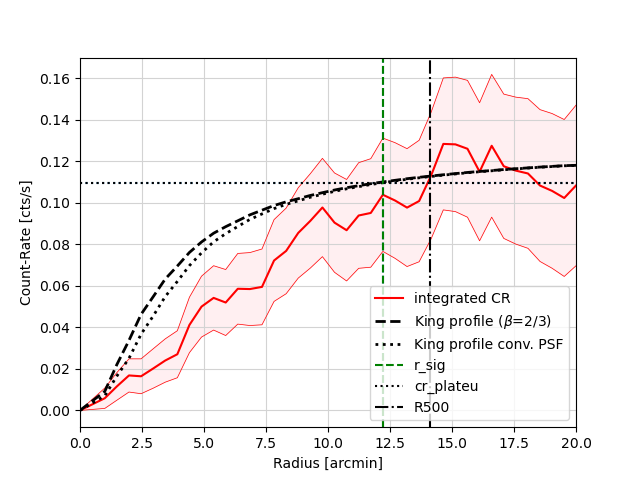 0.16
0.14
0.12
0.10
0.08
0.06
0.04
0.02
0.00
Count-Rate [cts/s]
integrated CR
King profile (β=2/3)
King profile conv. PSF
r_sig
cr_plateu
R500
0.0 2.5 5.0 7.5 10.0 12.5 15.0 17.5 20.0
Radius [arcmin]